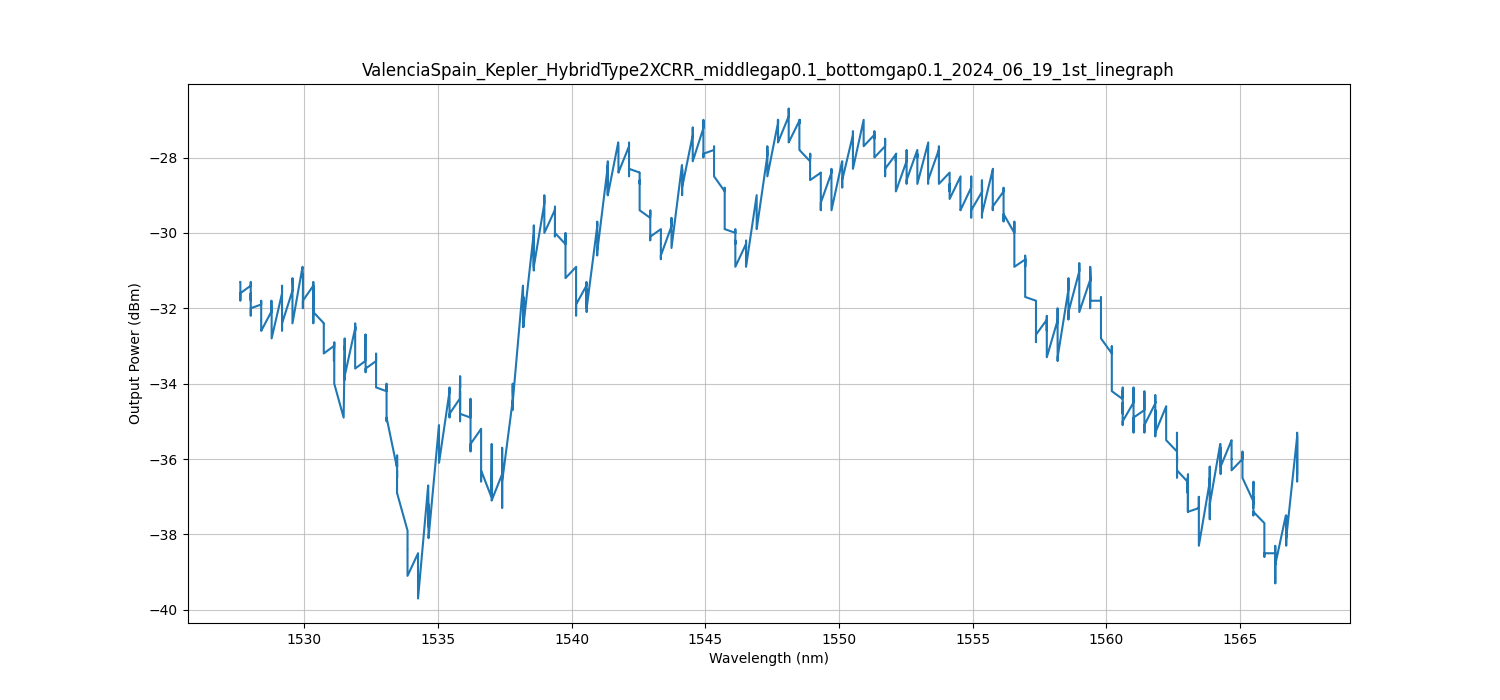 ValenciaSpain_Kepler_HybridType2XCRR_middlegap0.1_bottomgap0.1_2024_06_19_1st_linegraph
Output Power (dBm)
−28
−30
−32
−34
−36
−38
−40
1530 1535 1540 1545 1550 1555 1560 1565
Wavelength (nm)